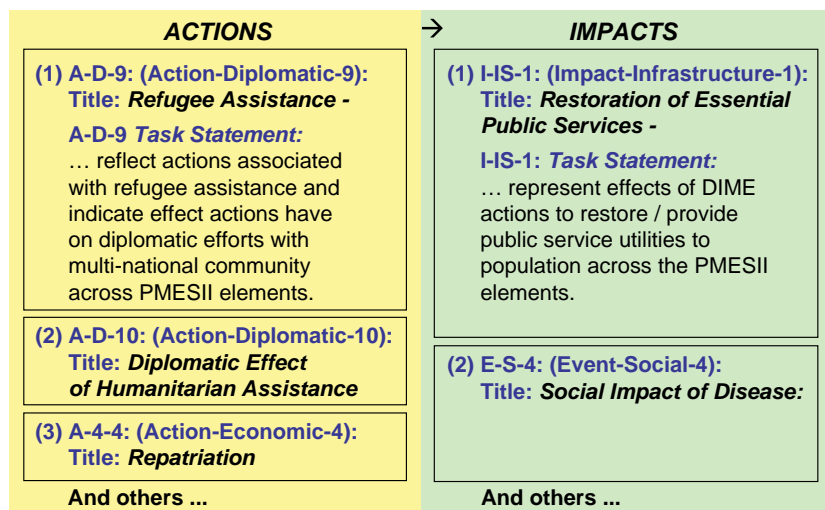 ACTIONS
(1) A-D-9: (Action-Diplomatic-9):
Title: Refugee Assistance -
A-D-9 Task Statement:
… reflect actions associated
with refugee assistance and
indicate effect actions have
on diplomatic efforts with
multi-national community
across PMESII elements.
(2) A-D-10: (Action-Diplomatic-10):
Title: Diplomatic Effect
of Humanitarian Assistance
(3) A-4-4: (Action-Economic-4):
Title: Repatriation
And others ...
→
IMPACTS
(1) I-IS-1: (Impact-Infrastructure-1):
Title: Restoration of Essential
Public Services -
I-IS-1: Task Statement:
… represent effects of DIME
actions to restore / provide
public service utilities to
population across the PMESII
elements.
(2) E-S-4: (Event-Social-4):
Title: Social Impact of Disease:
And others ...